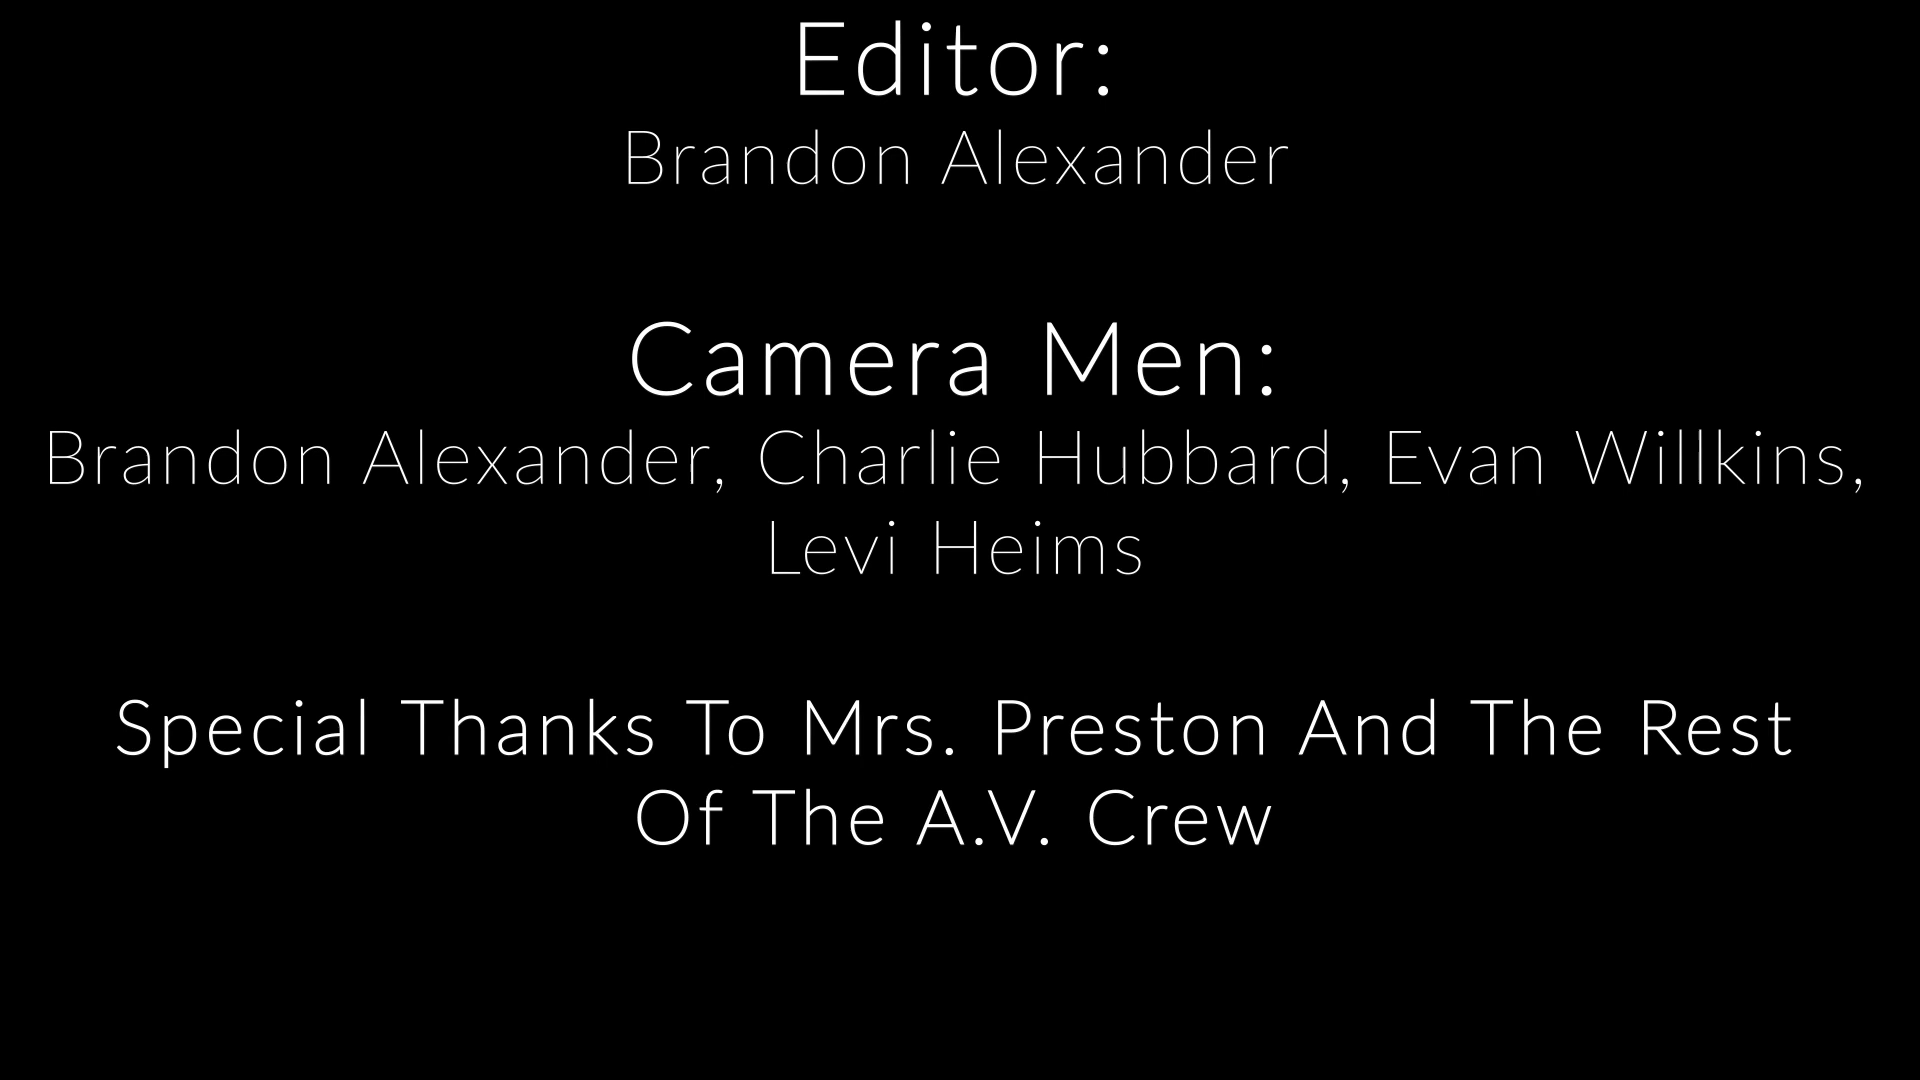 Editor:
Brandon Alexander
Camera Men:
Brandon Alexander, Charlie Hubbard, Evan Willkins,
Levi Heims
Special Thanks To Mrs. Preston And The Rest
Of The A.V. Crew